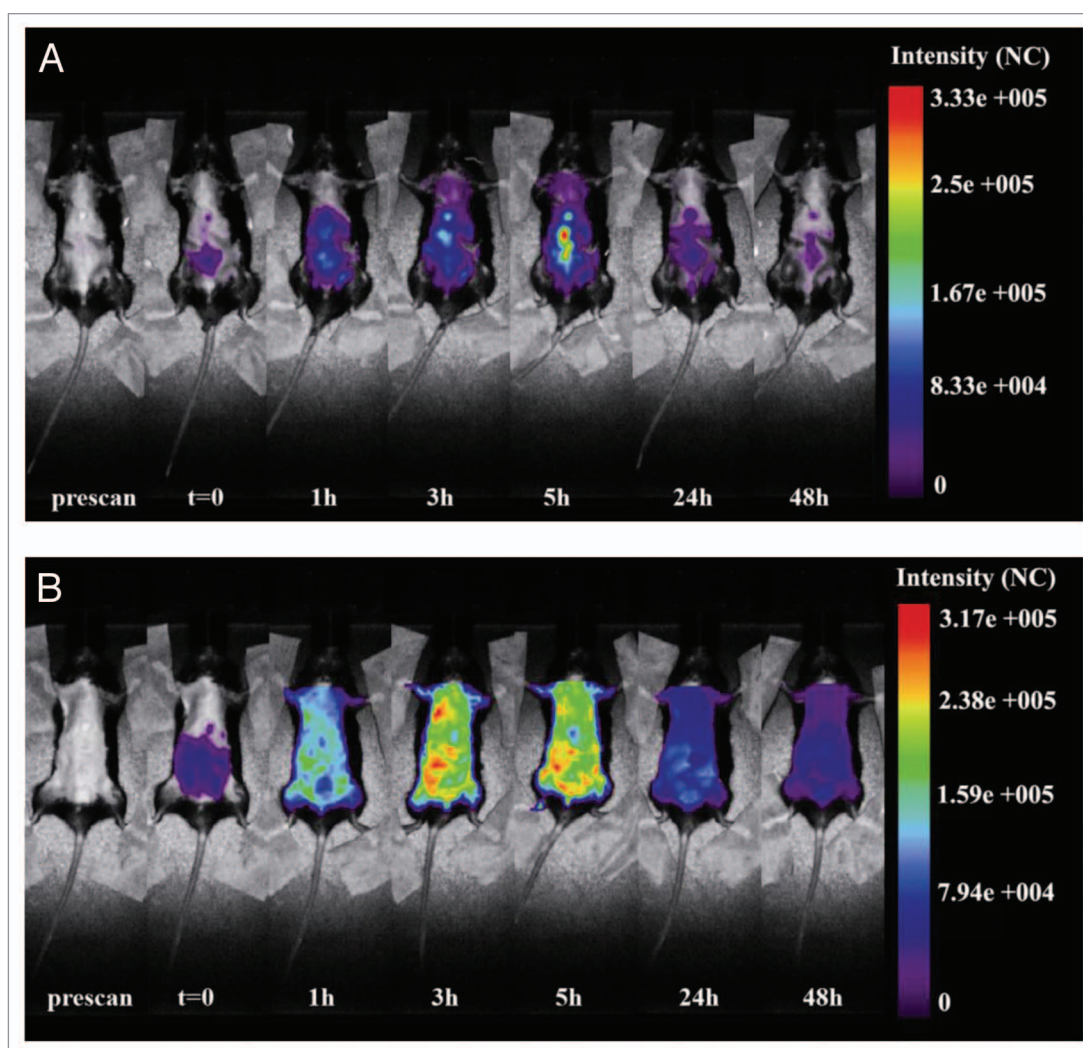 A
Intensity (NC)
3.33e +005
2.5e +005
1.67e +005
8.33e +004
0
prescan t=0 1h 3h 5h 24h 48h
B
Intensity (NC)
3.17e +005
2.38e +005
1.59e +005
7.94e +004
0
prescan t=0 1h 3h 5h 24h 48h